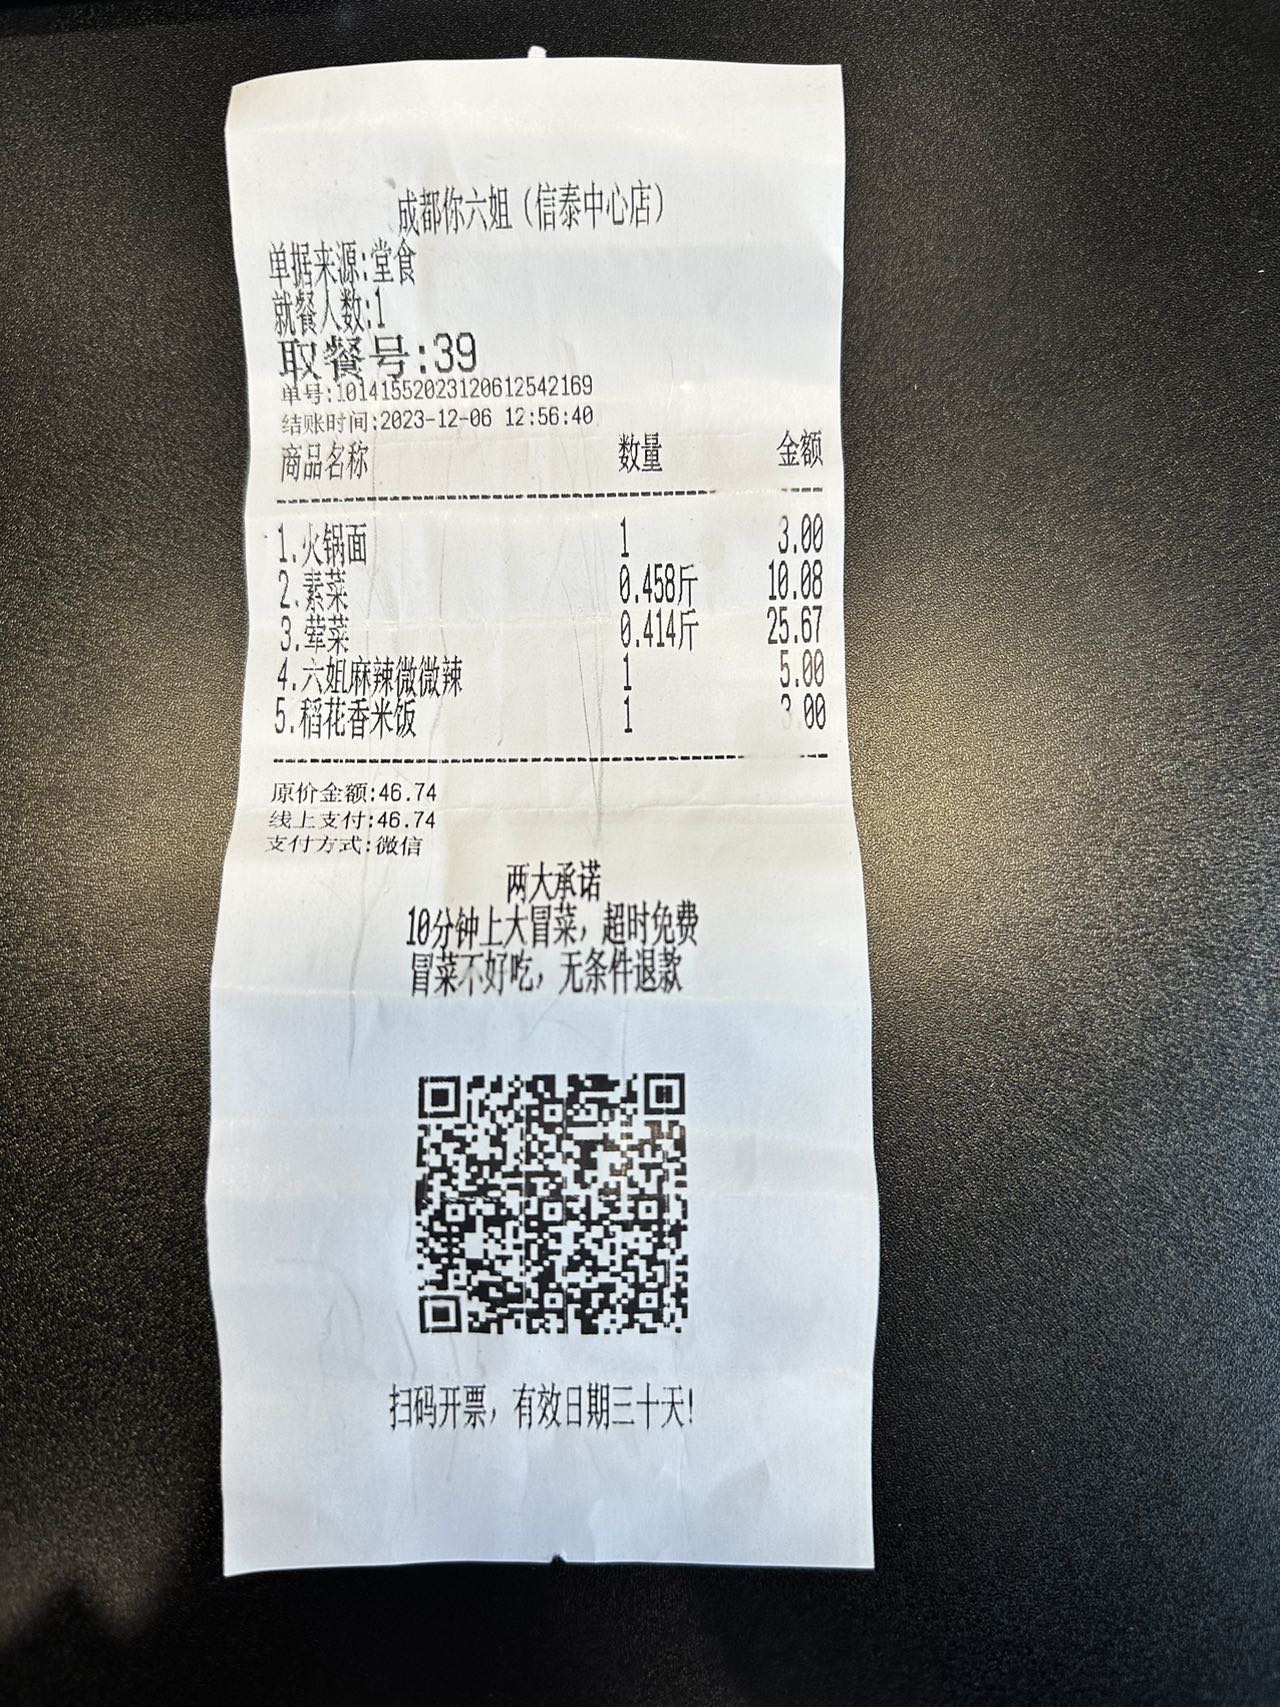 成都你六姐（信泰中心店）
单据来源:堂食
就餐人数:1
取餐号:39
单号:10141552023120612542169
结账时间:2023-12-06 12:56:40
商品名称 数量 金额
1.火锅面 1 3.00
2.素菜 0.458斤 10.08
3.荤菜 0.414斤 25.67
4.六姐麻辣微微辣 1 5.00
5.稻花香米饭 1 3.00
原价金额:46.74
线上支付:46.74
支付方式:微信
两大承诺
10分钟上大冒菜，超时免费
冒菜不好吃，无条件退款
扫码开票，有效日期三十天!